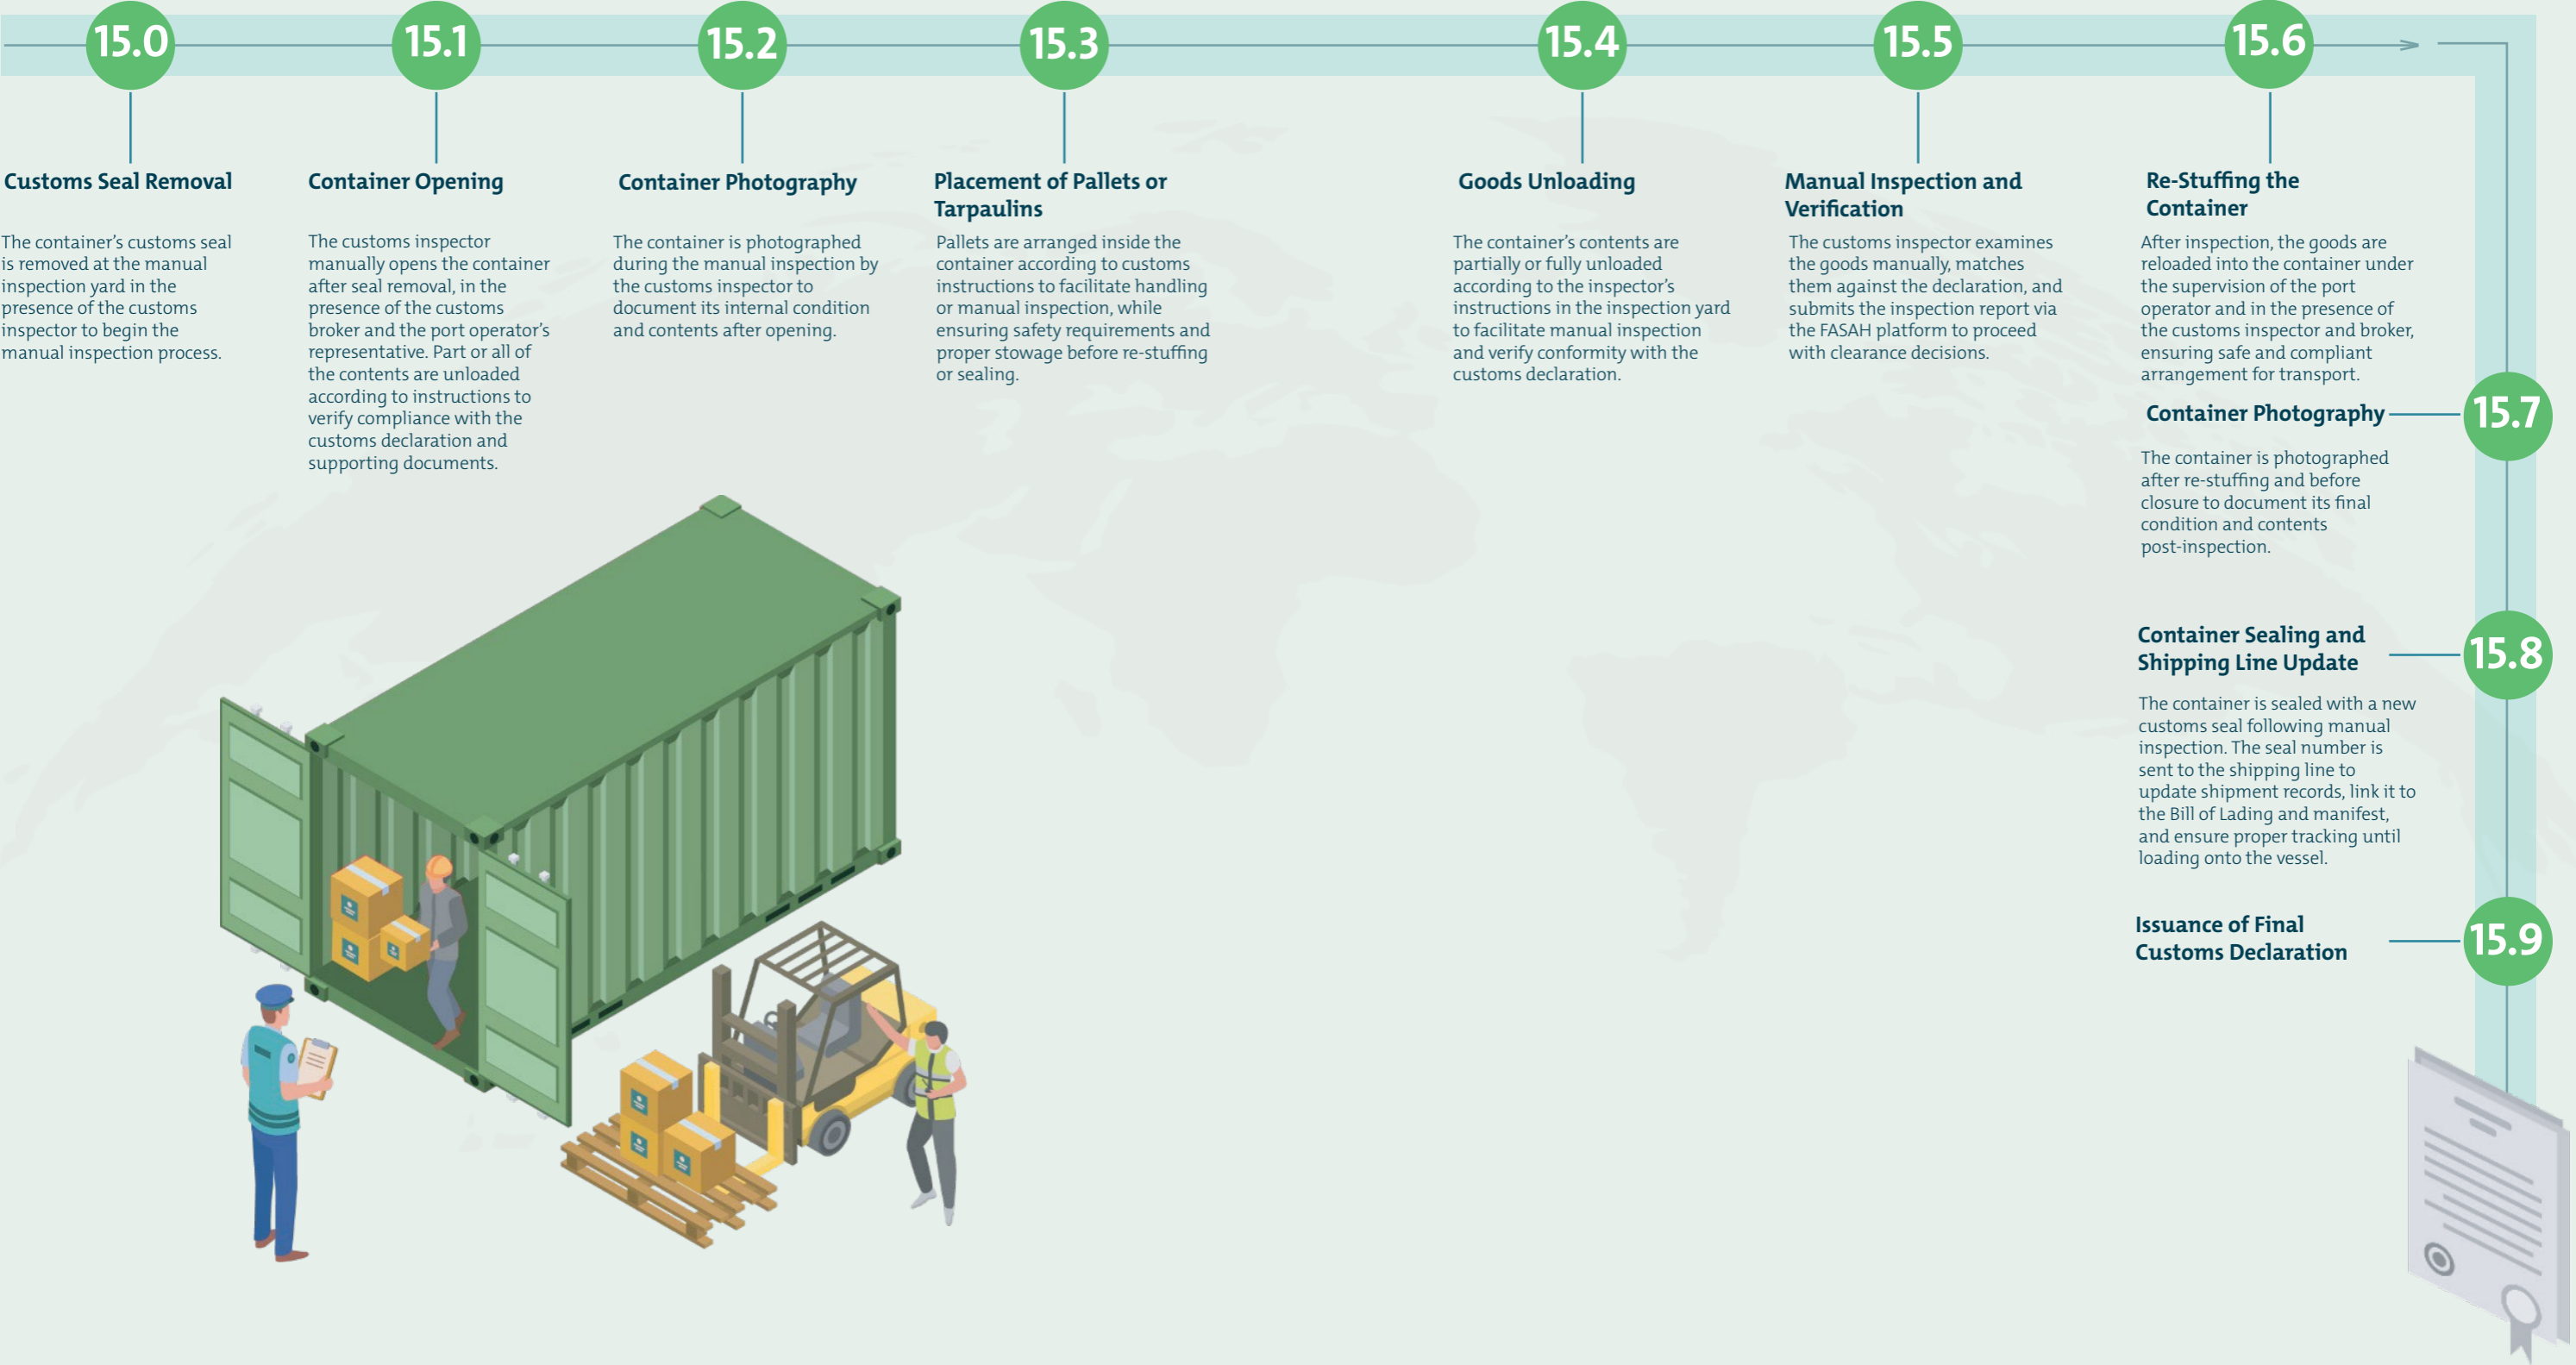 15.0
Customs Seal Removal
The container's customs seal
is removed at the manual
inspection yard in the
presence of the customs
inspector to begin the
manual inspection process.
15.1
Container Opening
The customs inspector
manually opens the container
after seal removal, in the
presence of the customs
broker and the port operator's
representative. Part or all of
the contents are unloaded
according to instructions to
verify compliance with the
customs declaration and
supporting documents.
15.2
Container Photography
The container is photographed
during the manual inspection by
the customs inspector to
document its internal condition
and contents after opening.
15.3
Placement of Pallets or
Tarpaulins
Pallets are arranged inside the
container according to customs
instructions to facilitate handling
or manual inspection, while
ensuring safety requirements and
proper stowage before re-stuffing
or sealing.
15.4
Goods Unloading
The container's contents are
partially or fully unloaded
according to the inspector's
instructions in the inspection yard
to facilitate manual inspection
and verify conformity with the
customs declaration.
15.5
Manual Inspection and
Verification
The customs inspector examines
the goods manually, matches
them against the declaration, and
submits the inspection report via
the FASAH platform to proceed
with clearance decisions.
15.6
Re-Stuffing the
Container
After inspection, the goods are
reloaded into the container under
the supervision of the port
operator and in the presence of
the customs inspector and broker,
ensuring safe and compliant
arrangement for transport.
15.7
Container Photography
The container is photographed
after re-stuffing and before
closure to document its final
condition and contents
post-inspection.
15.8
Container Sealing and
Shipping Line Update
The container is sealed with a new
customs seal following manual
inspection. The seal number is
sent to the shipping line to
update shipment records, link it to
the Bill of Lading and manifest,
and ensure proper tracking until
loading onto the vessel.
15.9
Issuance of Final
Customs Declaration